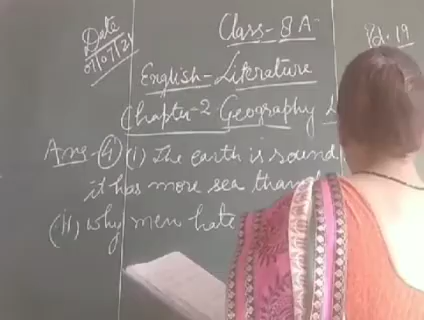 Date
07/07/21
Class-8 A
Pd. 19
English-Literature
Chapter-2 Geography L
Ans-4 (i) The earth is sound
it has more sea than
(ii) why men hate